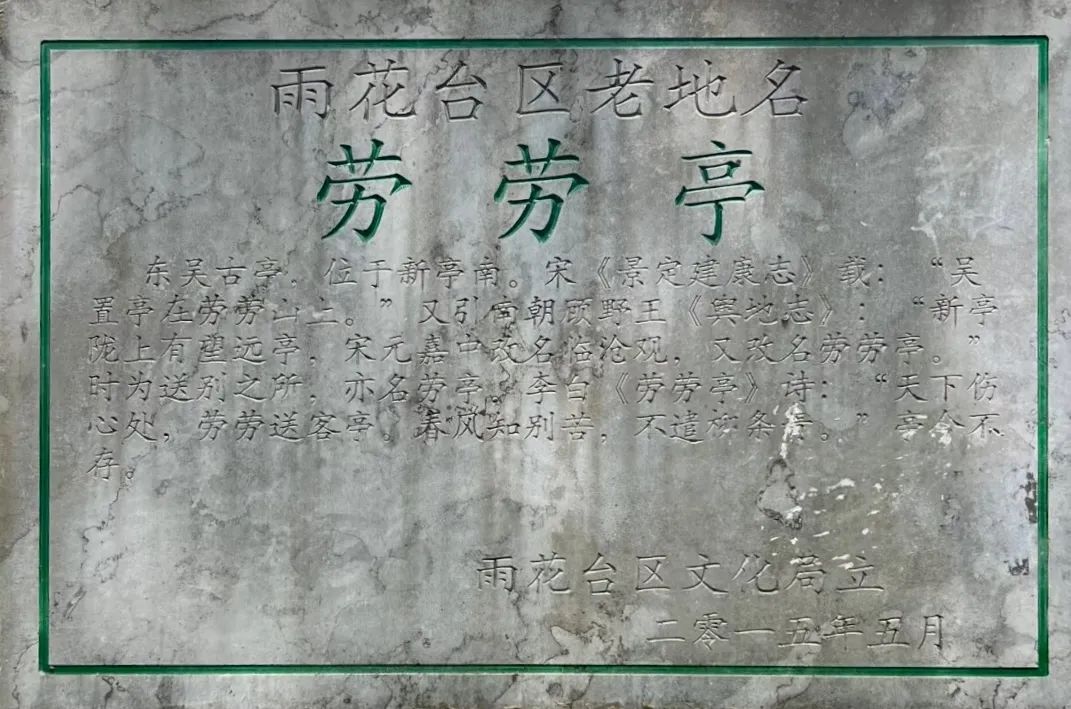 雨花台区老地名
劳劳亭
东吴古亭，位于新亭南。宋《景定建康志》载：“吴
置亭在劳劳山上。”又引南朝顾野王《舆地志》：“新亭
陇上有望远亭，宋元嘉中改名临沧观，又改名劳劳亭。”
时为送别之所，亦名劳亭。李白《劳劳亭》诗：“天下伤
心处，劳劳送客亭。春风知别苦，不遣柳条青。”亭今不
存。
雨花台区文化局立
二零一五年五月